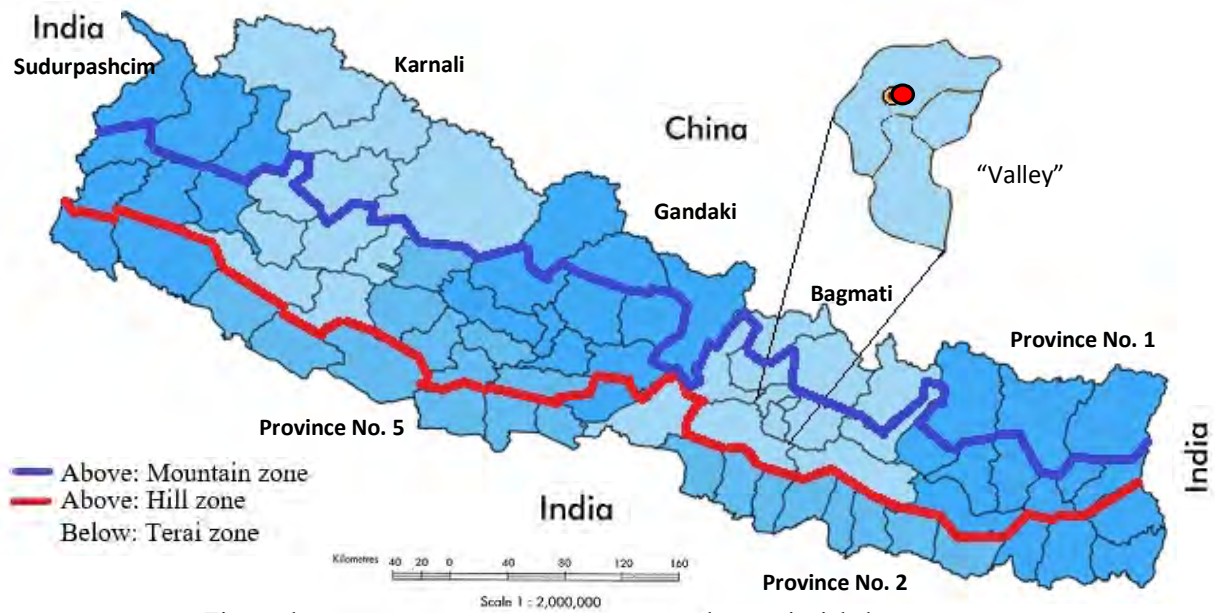 India
Sudurpashcim
Karnali
China
“Valley”
Gandaki
Bagmati
Province No. 1
Province No. 5
India
India
Above: Mountain zone
Above: Hill zone
Below: Terai zone
Kilometres 40 20 0 40 80 120 160
Scale 1 : 2,000,000
Province No. 2